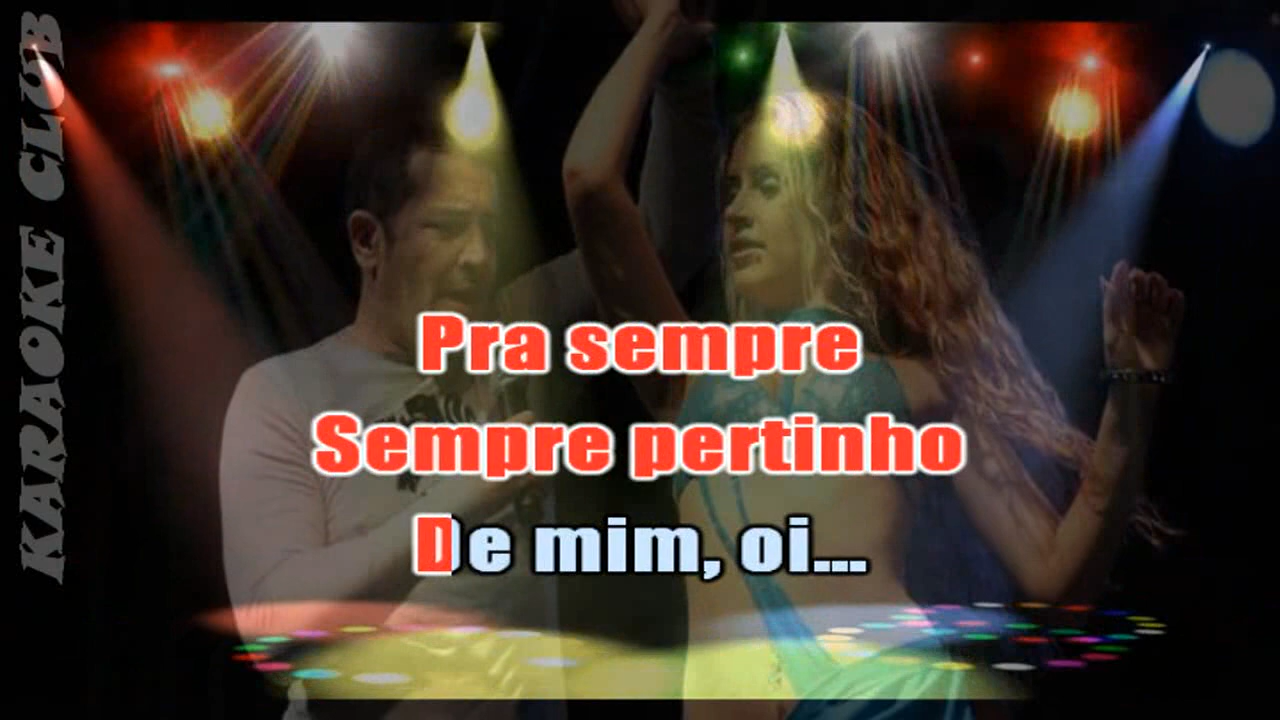 KARAOKE CLUB
Pra sempre
Sempre pertinho
De mim, oi...